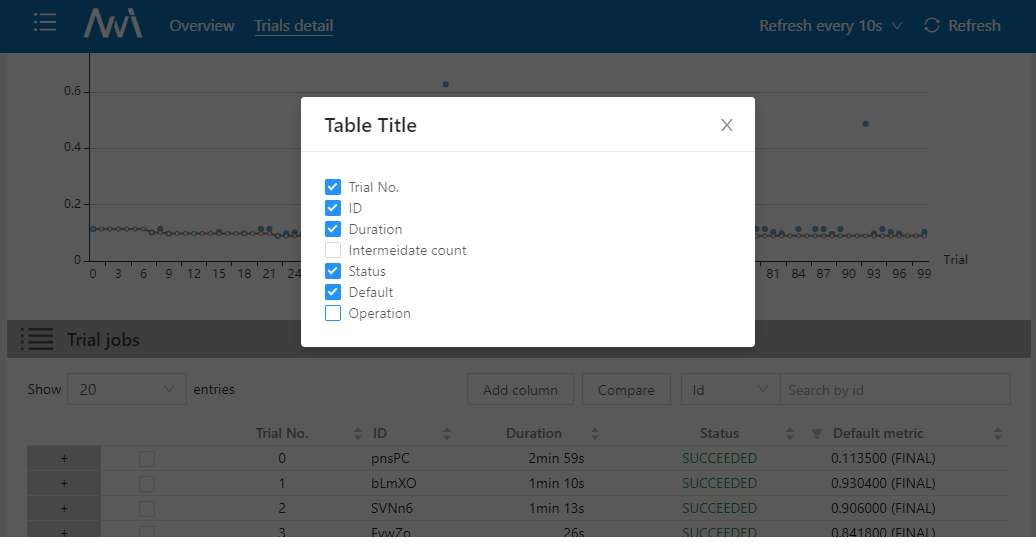 Overview Trials detail Refresh every 10s Refresh
0.6
0.4
0.2
0
0 3 6 9 12 15 18 21 24 81 84 87 90 93 96 99 Trial
Table Title
Trial No.
ID
Duration
Intermeidate count
Status
Default
Operation
Trial jobs
Show 20 entries Add column Compare Id Search by id
Trial No. ID Duration Status Default metric
+ 0 pnsPC 2min 59s SUCCEEDED 0.113500 (FINAL)
+ 1 bLmXO 1min 10s SUCCEEDED 0.930400 (FINAL)
+ 2 SVNn6 1min 13s SUCCEEDED 0.906000 (FINAL)
+ 3 26s SUCCEEDED 0.841800 (FINAL)